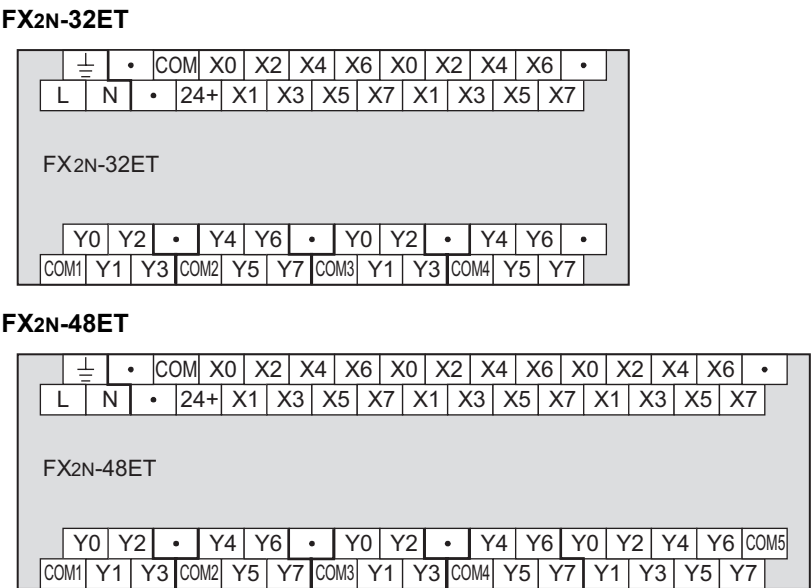 FX2N-32ET
⏚ • COM X0 X2 X4 X6 X0 X2 X4 X6 •
L N • 24+ X1 X3 X5 X7 X1 X3 X5 X7
FX2N-32ET
Y0 Y2 • Y4 Y6 • Y0 Y2 • Y4 Y6 •
COM1 Y1 Y3 COM2 Y5 Y7 COM3 Y1 Y3 COM4 Y5 Y7
FX2N-48ET
⏚ • COM X0 X2 X4 X6 X0 X2 X4 X6 X0 X2 X4 X6 •
L N • 24+ X1 X3 X5 X7 X1 X3 X5 X7 X1 X3 X5 X7
FX2N-48ET
Y0 Y2 • Y4 Y6 • Y0 Y2 • Y4 Y6 Y0 Y2 Y4 Y6 COM5
COM1 Y1 Y3 COM2 Y5 Y7 COM3 Y1 Y3 COM4 Y5 Y7 Y1 Y3 Y5 Y7